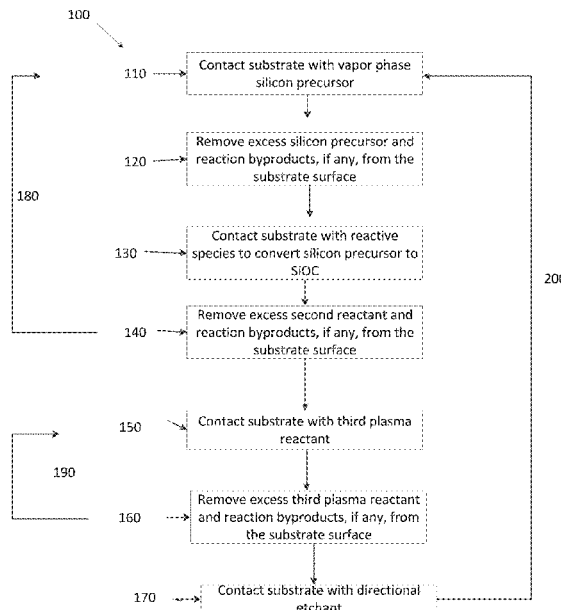 100
110
Contact substrate with vapor phase
silicon precursor
120
Remove excess silicon precursor and
reaction byproducts, if any, from the
substrate surface
180
200
130
Contact substrate with reactive
species to convert silicon precursor to
SiOC
140
Remove excess second reactant and
reaction byproducts, if any, from the
substrate surface
150
Contact substrate with third plasma
reactant
190
160
Remove excess third plasma reactant
and reaction byproducts, if any, from
the substrate surface
170
Contact substrate with directional
etchant